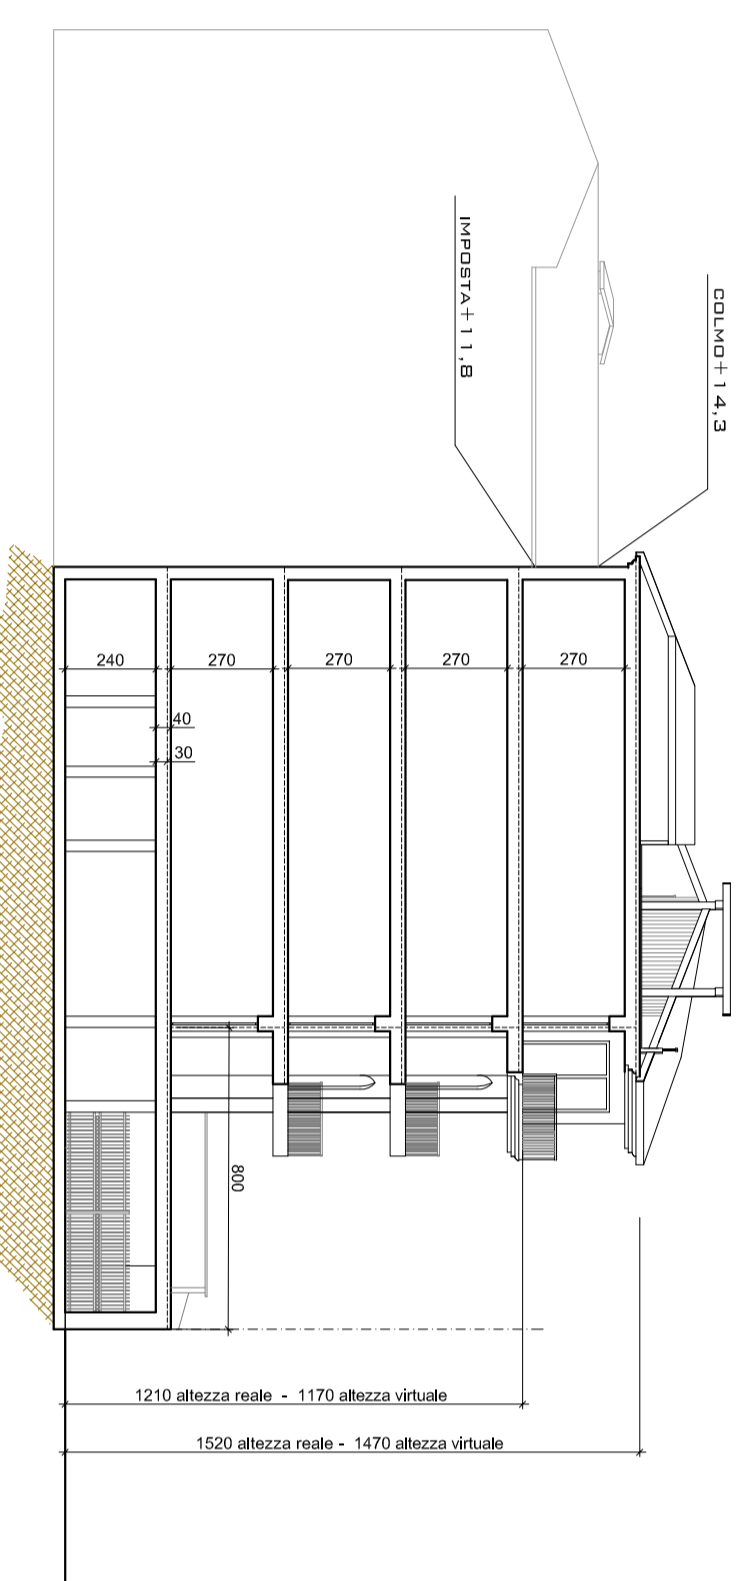 COLMO+14,3
IMPOSTA+11,8
240
270
270
270
270
40
30
800
1210 altezza reale - 1170 altezza virtuale
1520 altezza reale - 1470 altezza virtuale